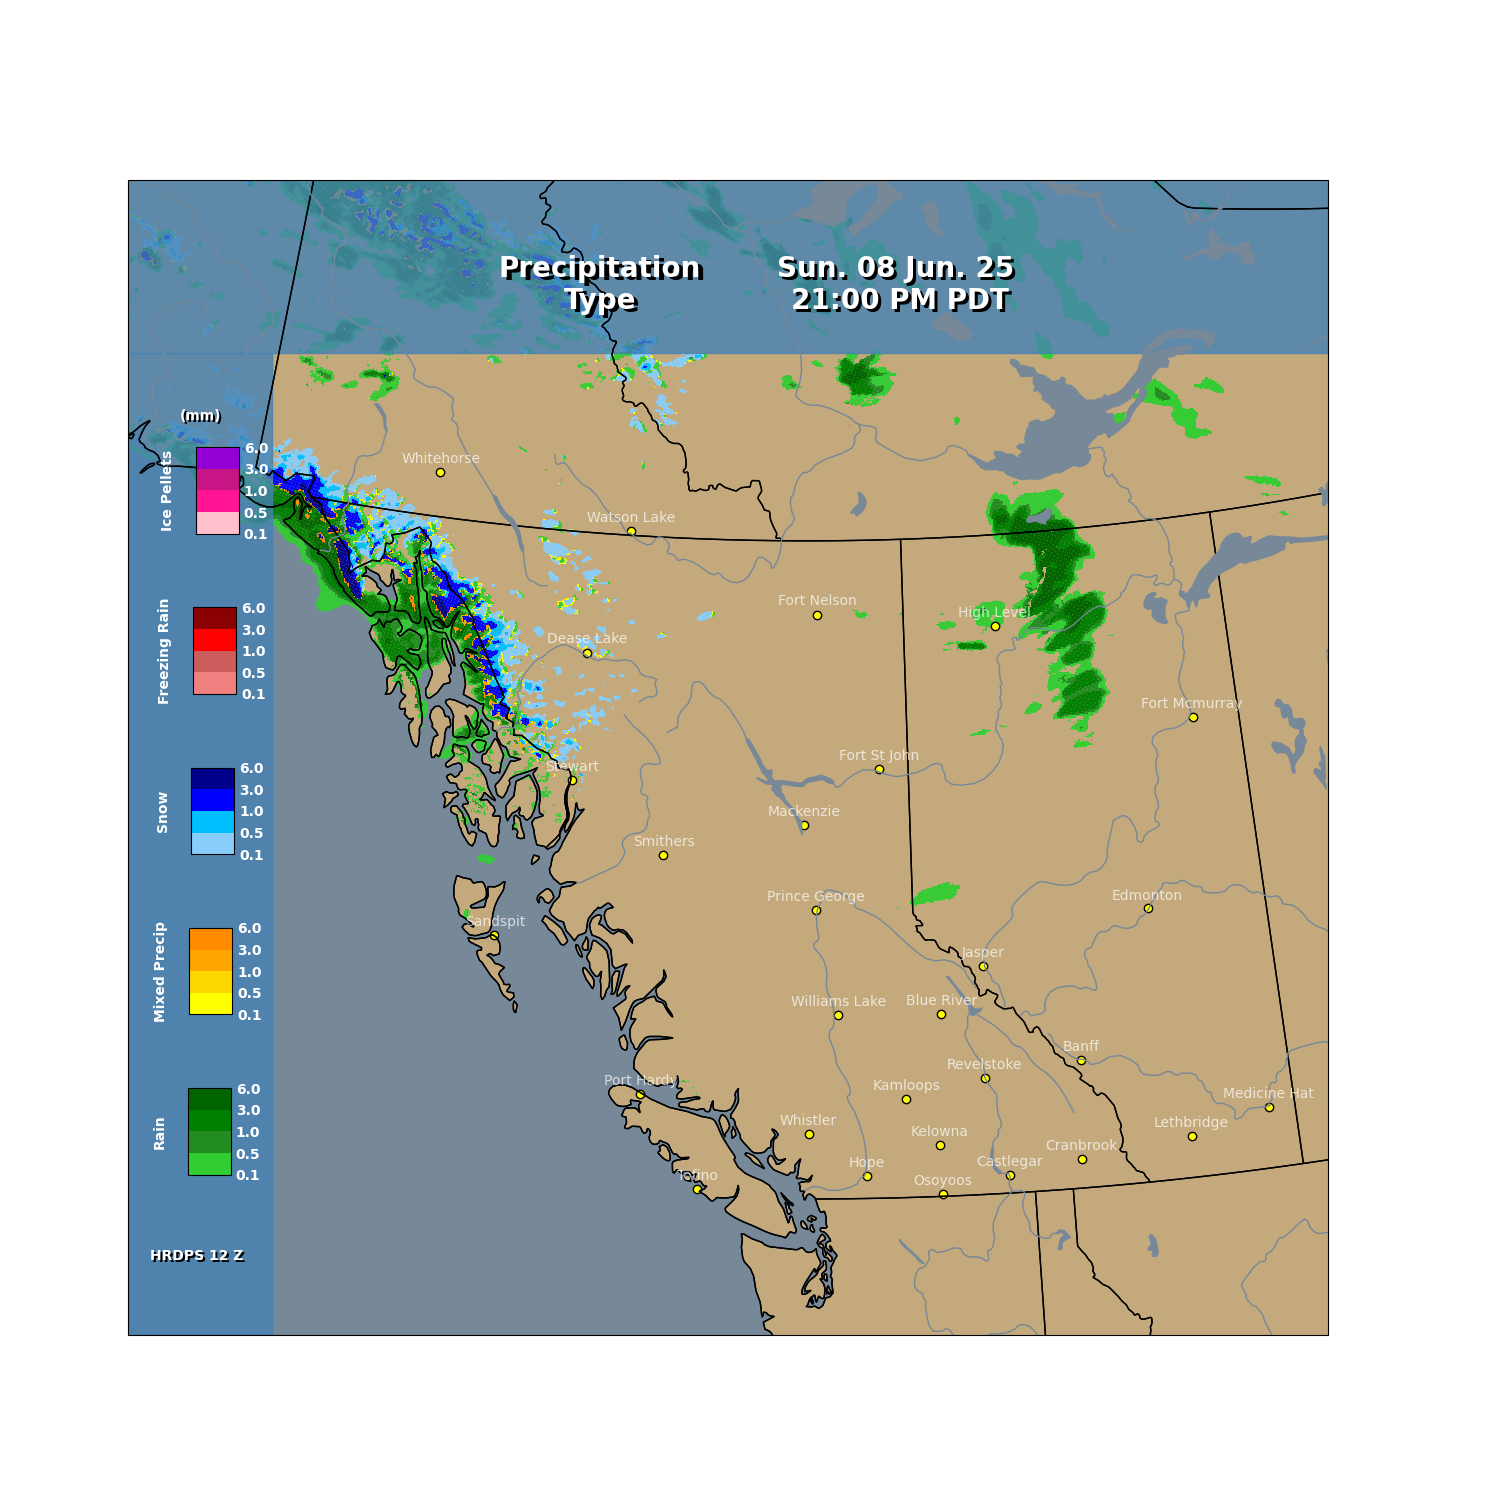 Precipitation
Type
Sun. 08 Jun. 25
21:00 PM PDT
(mm)
Ice Pellets
6.0
3.0
1.0
0.5
0.1
Freezing Rain
6.0
3.0
1.0
0.5
0.1
Snow
6.0
3.0
1.0
0.5
0.1
Mixed Precip
6.0
3.0
1.0
0.5
0.1
Rain
6.0
3.0
1.0
0.5
0.1
HRDPS 12 Z
Whitehorse
Watson Lake
Fort Nelson
High Level
Dease Lake
Fort Mcmurray
Fort St John
Stewart
Mackenzie
Smithers
Prince George
Edmonton
Sandspit
Jasper
Williams Lake
Blue River
Banff
Revelstoke
Port Hardy
Kamloops
Medicine Hat
Whistler
Lethbridge
Kelowna
Cranbrook
Hope
Castlegar
Tofino
Osoyoos